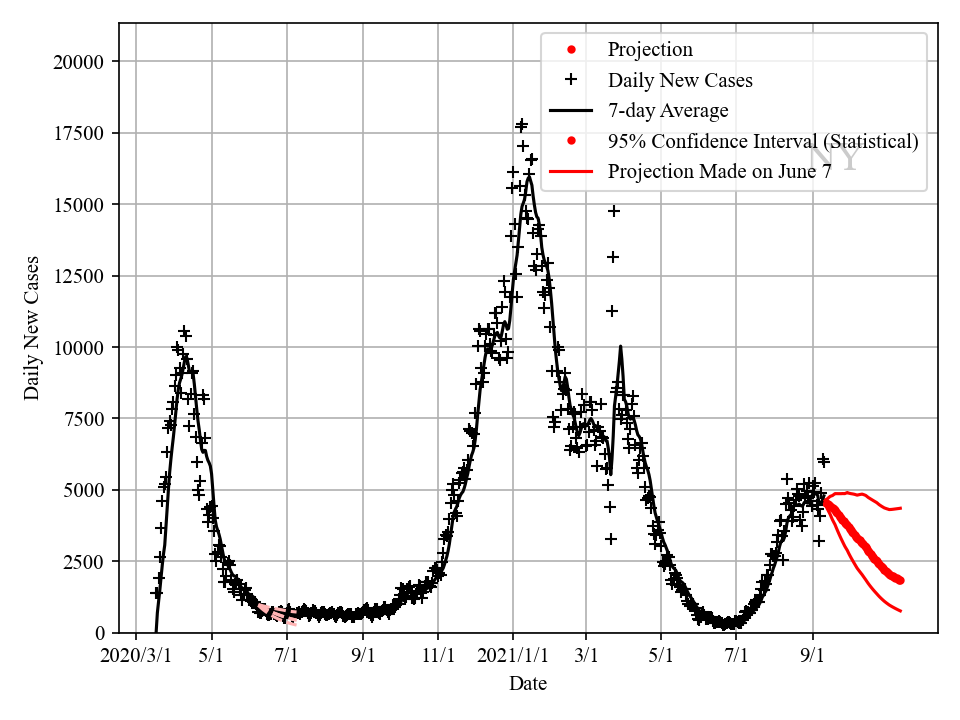 20000
17500
15000
12500
10000
7500
5000
2500
0
Daily New Cases
Projection
Daily New Cases
7-day Average
95% Confidence Interval (Statistical)
Projection Made on June 7
NY
2020/3/1 5/1 7/1 9/1 11/1 2021/1/1 3/1 5/1 7/1 9/1
Date